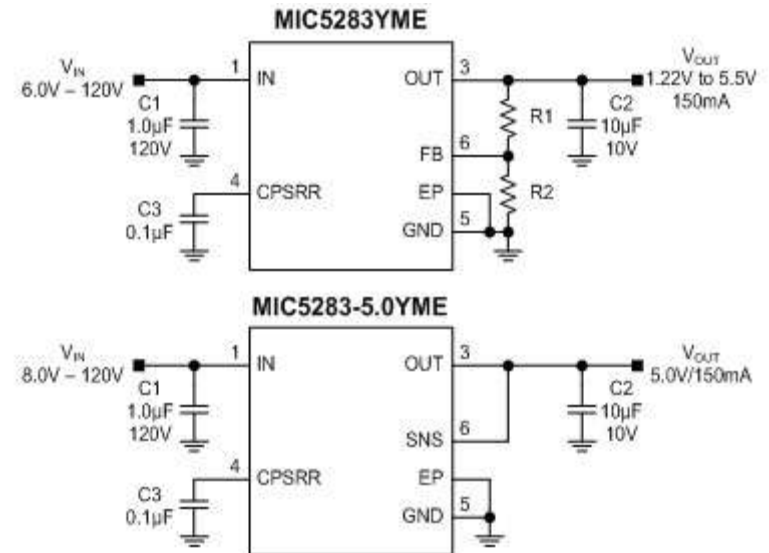 MIC5283YME
V_IN
6.0V – 120V
1
IN
OUT
3
V_OUT
1.22V to 5.5V
150mA
C1
1.0µF
120V
R1
C2
10µF
10V
FB
6
4
CPSRR
EP
R2
C3
0.1µF
GND
5
MIC5283-5.0YME
V_IN
8.0V – 120V
1
IN
OUT
3
V_OUT
5.0V/150mA
C1
1.0µF
120V
C2
10µF
10V
SNS
6
4
CPSRR
EP
C3
0.1µF
GND
5